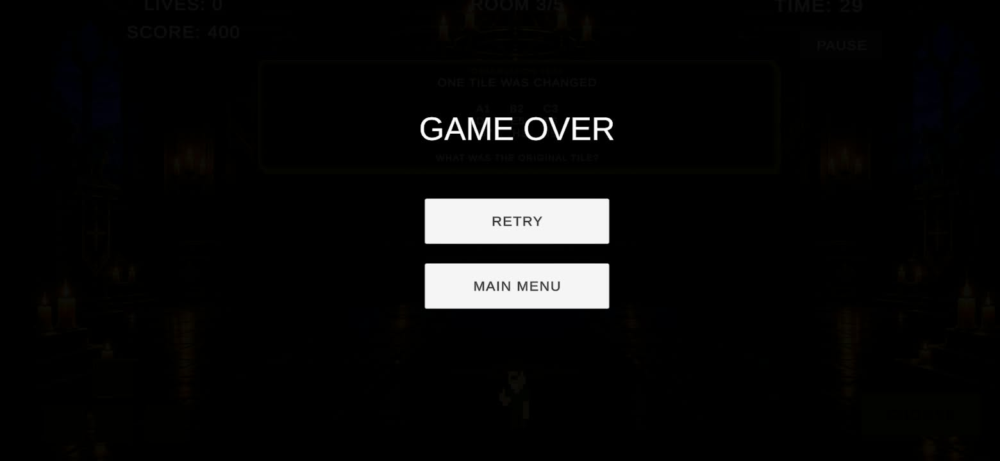 LIVES: 0
ROOM 3/5
TIME: 29
SCORE: 400
PAUSE
ONE TILE WAS CHANGED
A1 B2 C3
GAME OVER
WHAT WAS THE ORIGINAL TILE?
RETRY
MAIN MENU